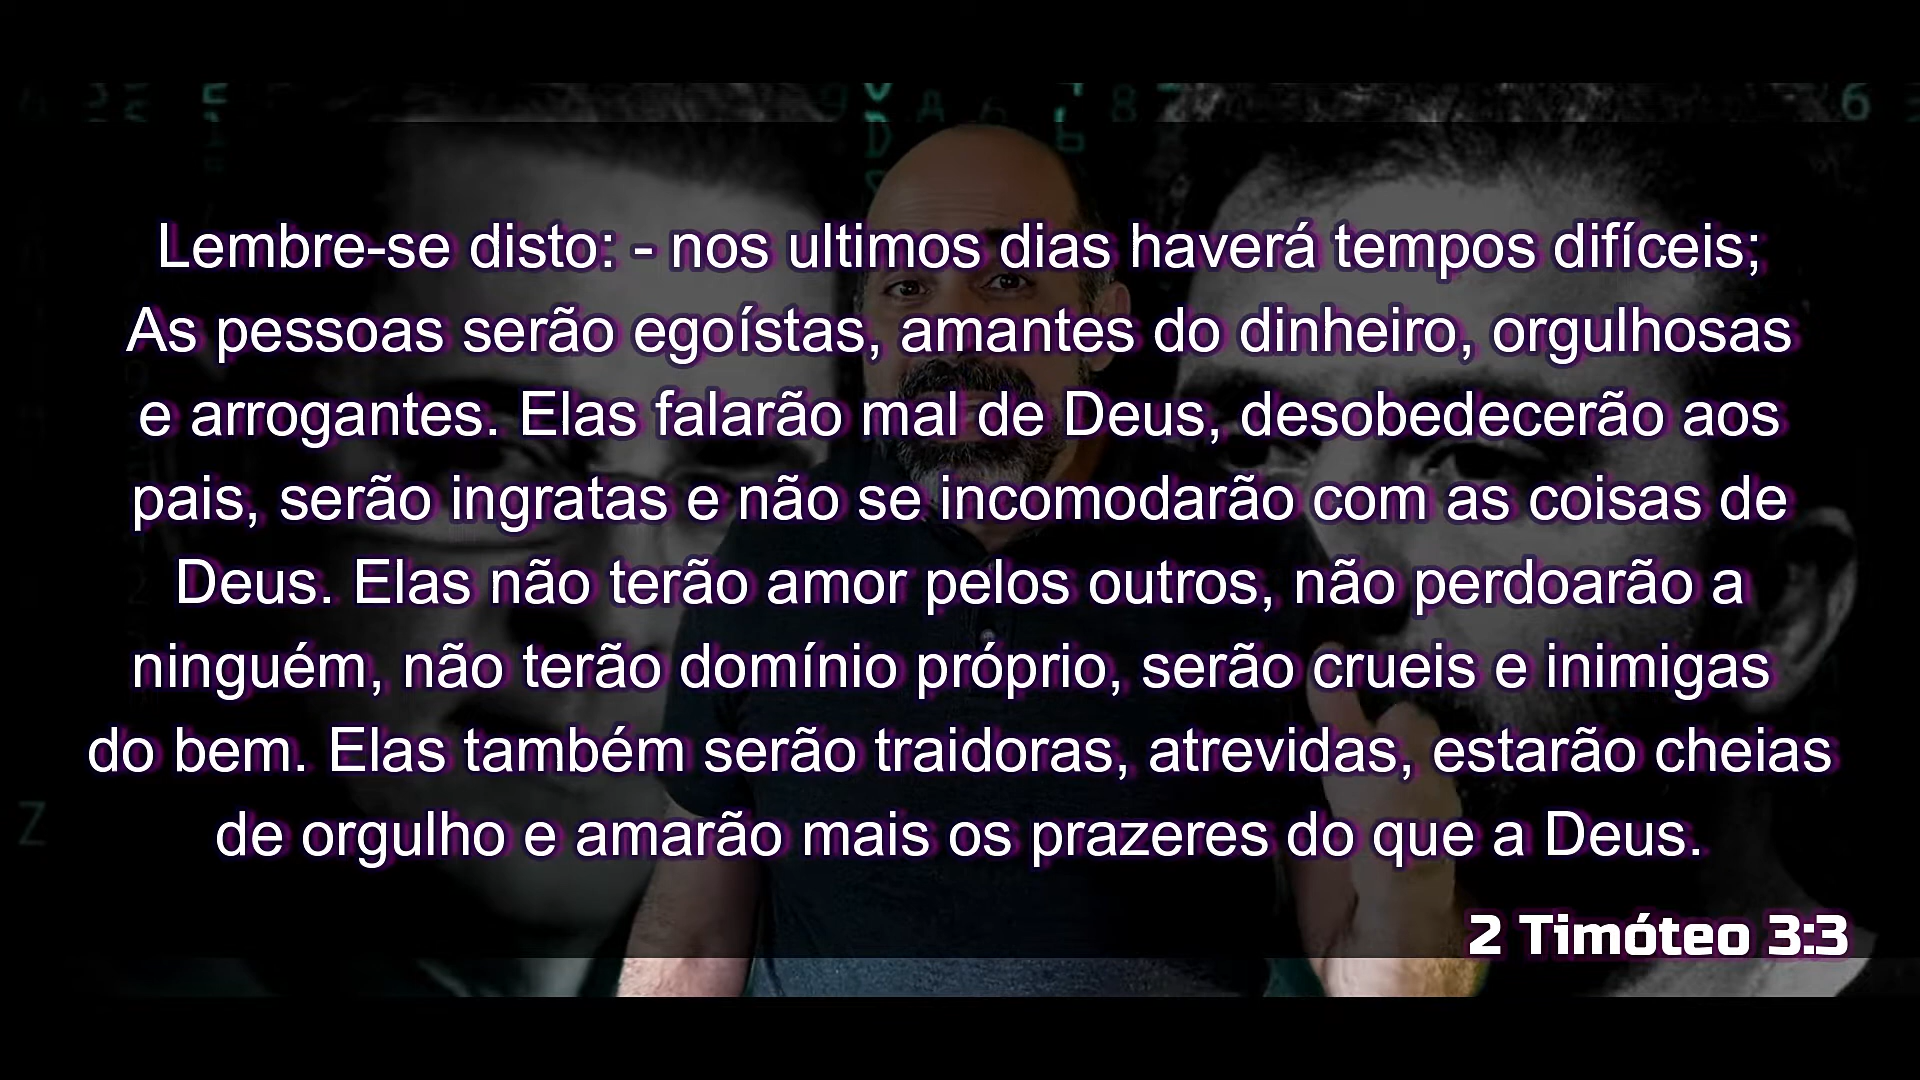 Lembre-se disto: - nos ultimos dias haverá tempos difíceis;
As pessoas serão egoístas, amantes do dinheiro, orgulhosas
e arrogantes. Elas falarão mal de Deus, desobedecerão aos
pais, serão ingratas e não se incomodarão com as coisas de
Deus. Elas não terão amor pelos outros, não perdoarão a
ninguém, não terão domínio próprio, serão crueis e inimigas
do bem. Elas também serão traidoras, atrevidas, estarão cheias
de orgulho e amarão mais os prazeres do que a Deus.
2 Timóteo 3:3